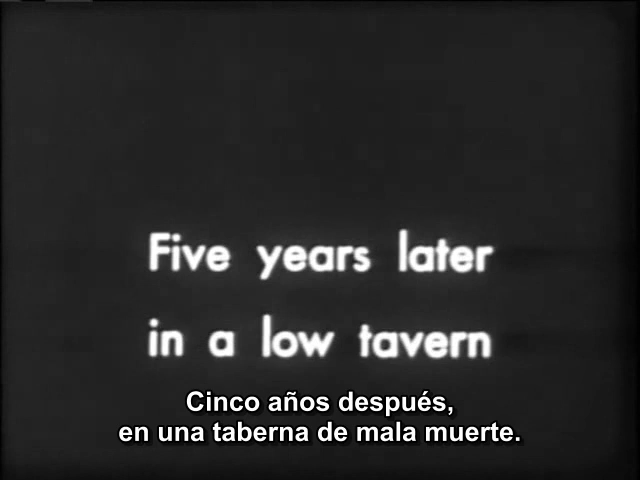 Five years later
in a low tavern
Cinco años después,
en una taberna de mala muerte.